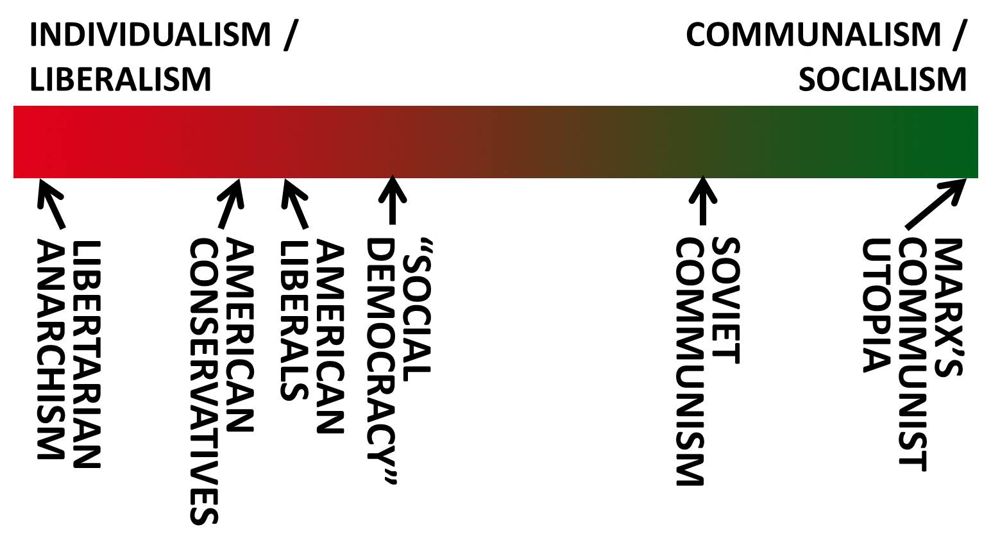 INDIVIDUALISM /
LIBERALISM
COMMUNALISM /
SOCIALISM
LIBERTARIAN
ANARCHISM
AMERICAN
CONSERVATIVES
AMERICAN
LIBERALS
“SOCIAL
DEMOCRACY”
SOVIET
COMMUNISM
MARX’S
COMMUNIST
UTOPIA